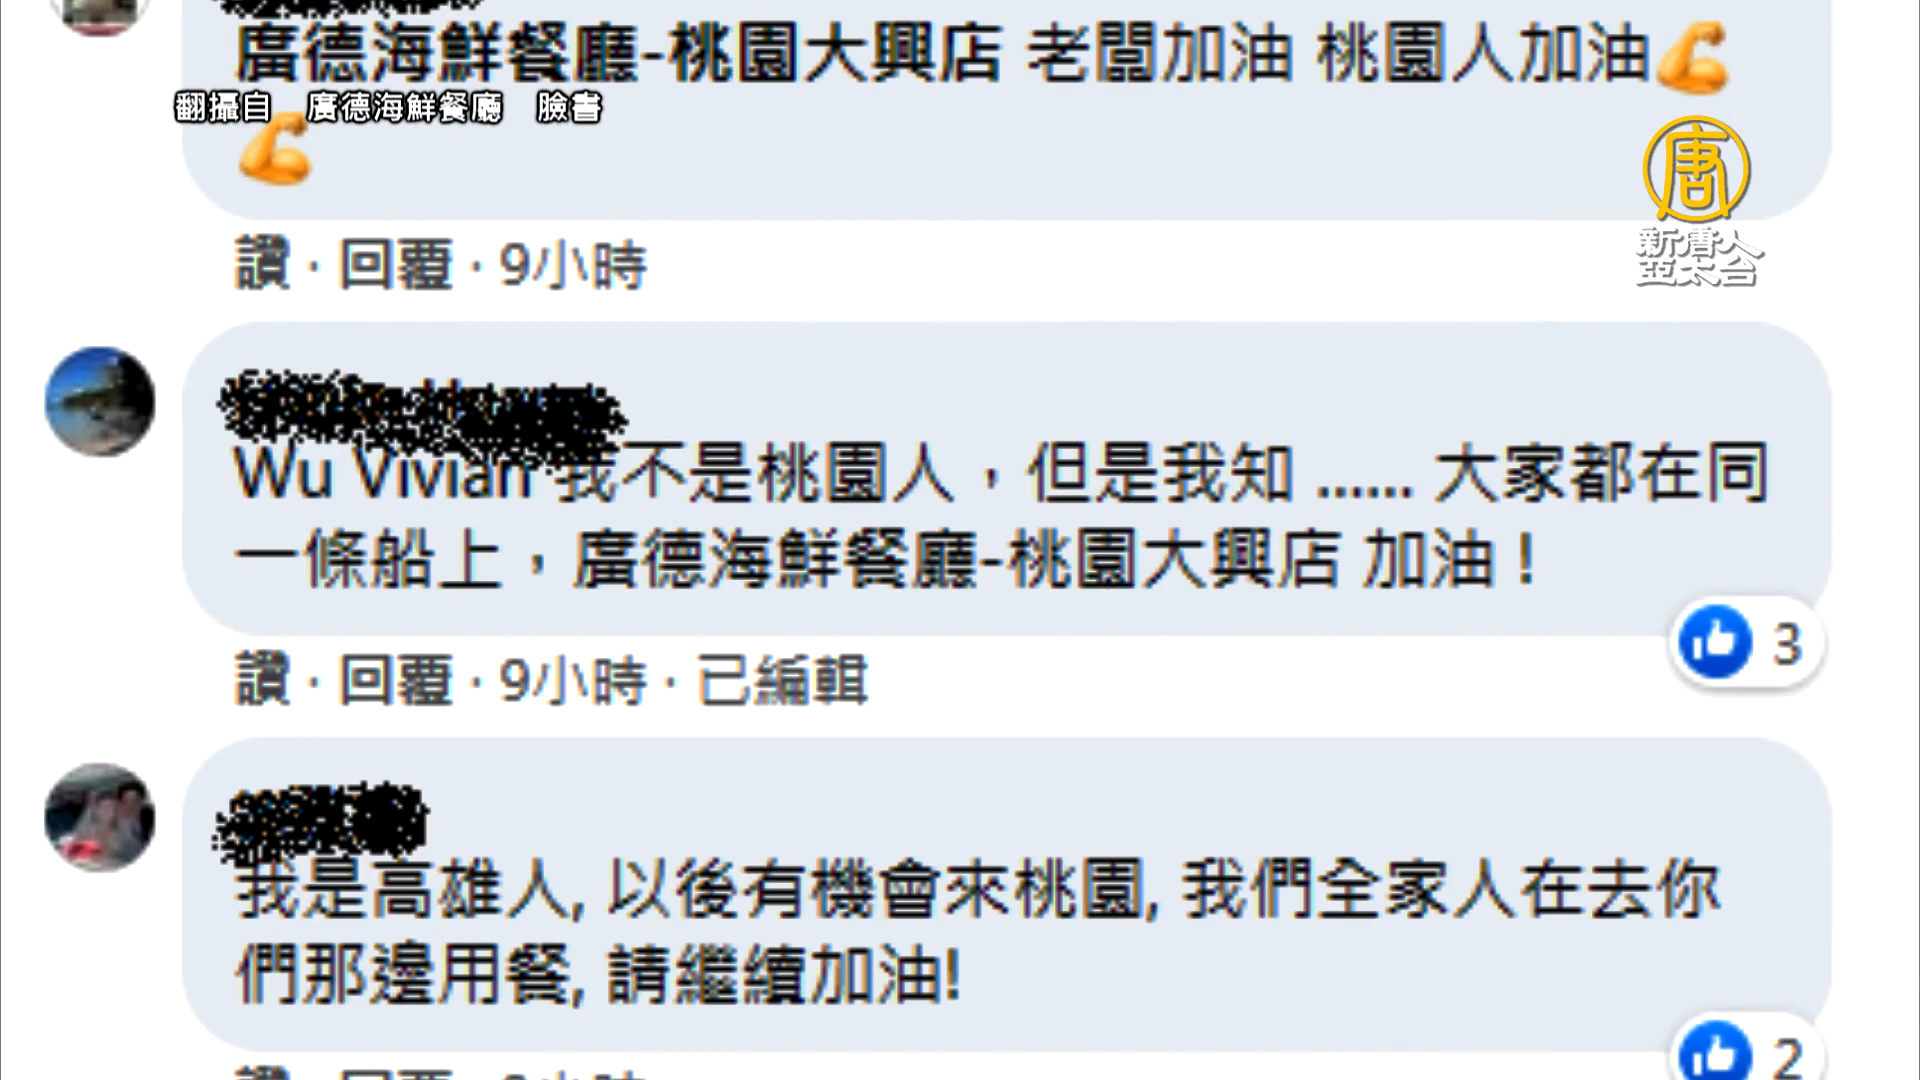 廣德海鮮餐廳-桃園大興店 老闆加油 桃園人加油💪
翻攝自 廣德海鮮餐廳 臉書
💪
唐
新唐人
亞太台
讚 · 回覆 · 9小時
Wu Vivian 我不是桃園人，但是我知 ...... 大家都在同
一條船上，廣德海鮮餐廳-桃園大興店 加油！
3
讚 · 回覆 · 9小時 · 已編輯
我是高雄人, 以後有機會來桃園, 我們全家人在去你
們那邊用餐, 請繼續加油!
2